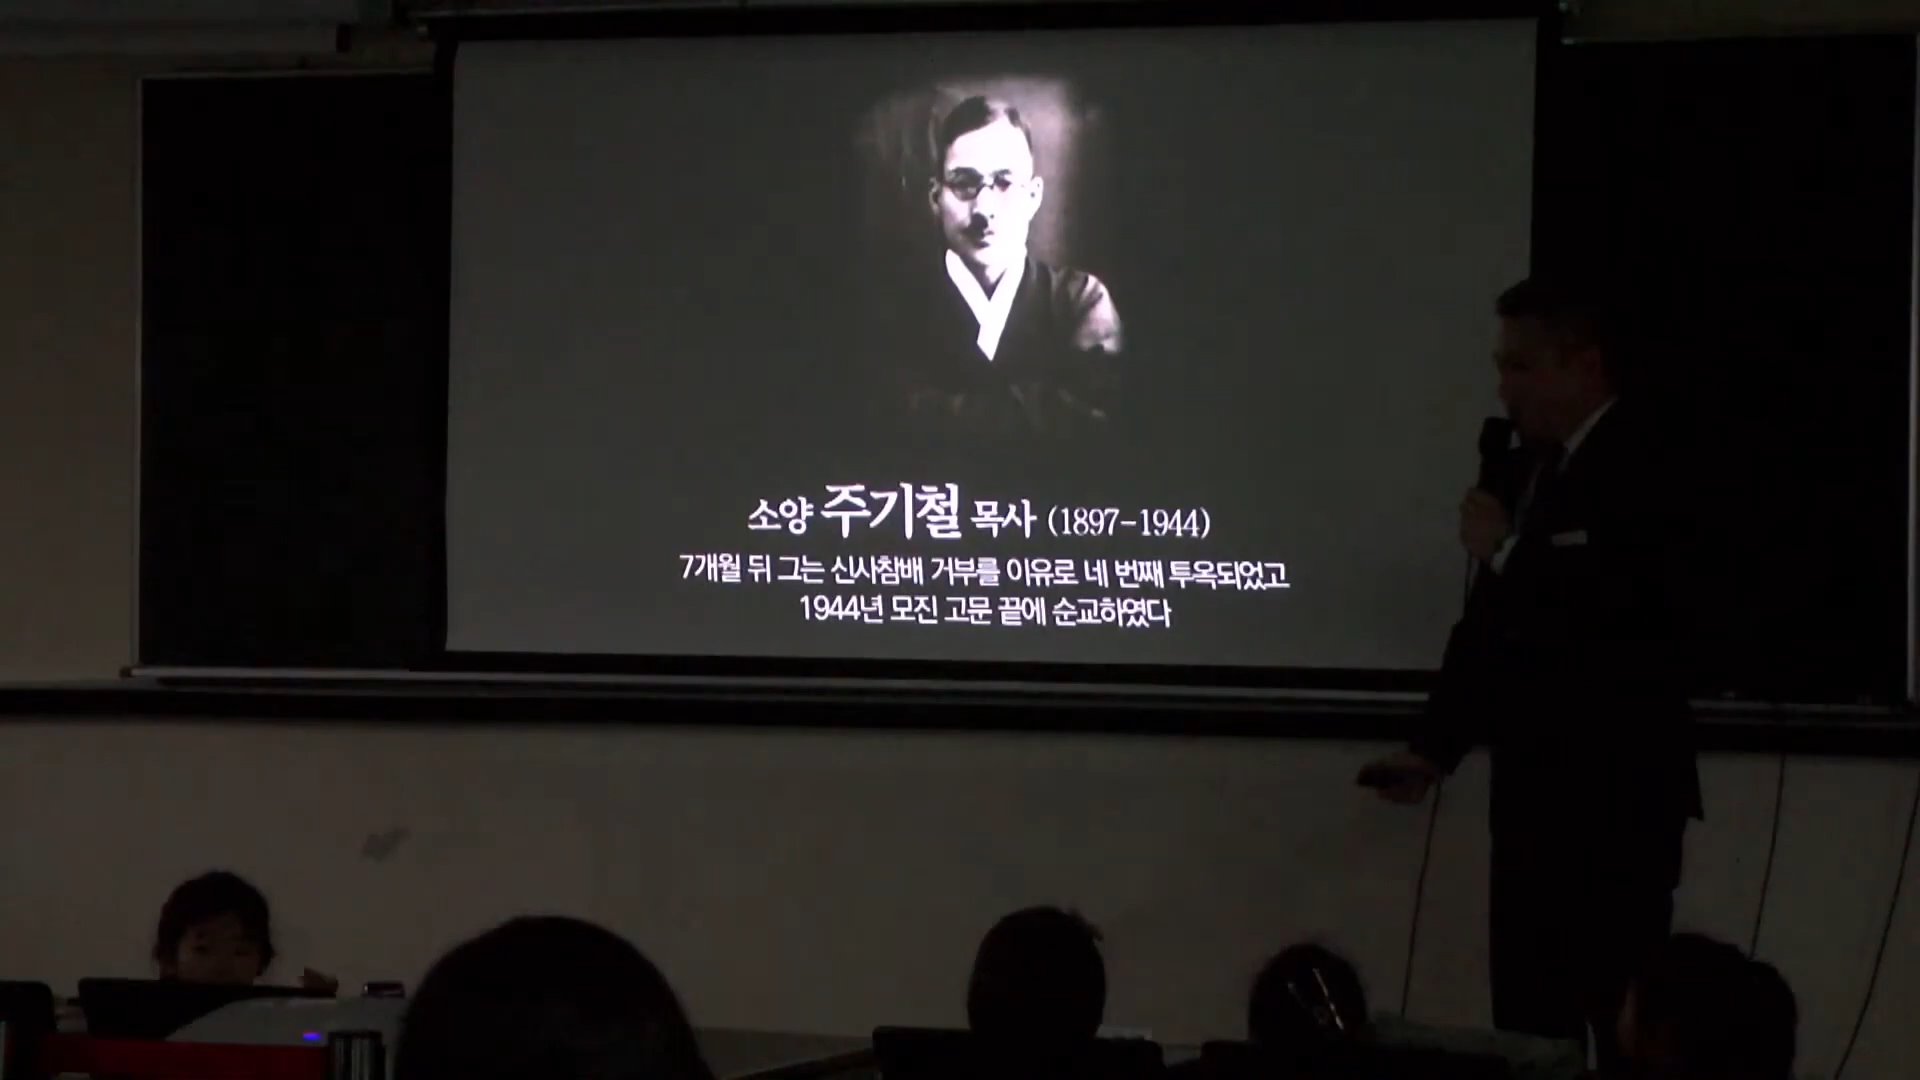 소양 주기철 목사 (1897-1944)
7개월 뒤 그는 신사참배 거부를 이유로 네 번째 투옥되었고
1944년 모진 고문 끝에 순교하였다